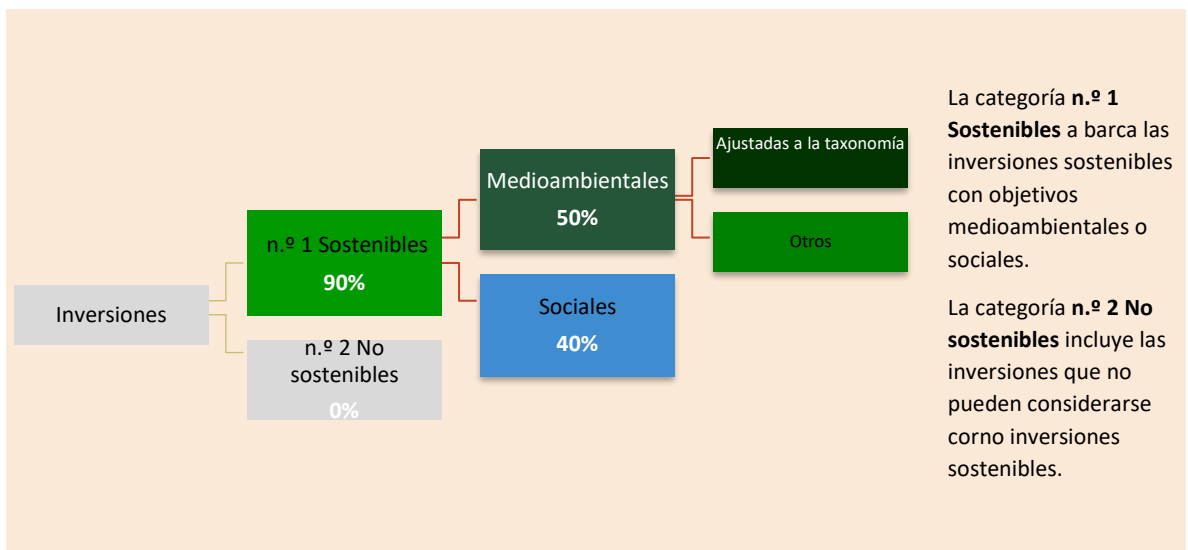 Inversiones
n.º 1 Sostenibles
90%
n.º 2 No
sostenibles
0%
Medioambientales
50%
Sociales
40%
Ajustadas a la taxonomía
Otros
La categoría n.º 1
Sostenibles a barca las
inversiones sostenibles
con objetivos
medioambientales o
sociales.
La categoría n.º 2 No
sostenibles incluye las
inversiones que no
pueden considerarse
corno inversiones
sostenibles.